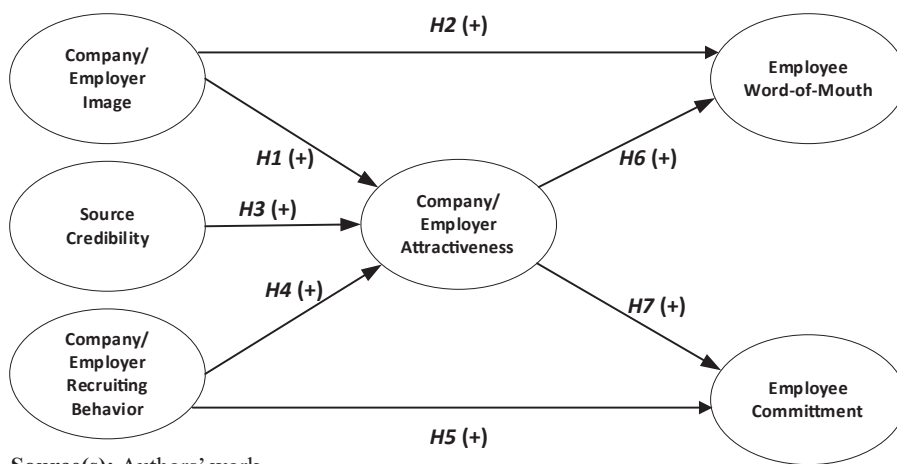 H2 (+)
Company/
Employer
Image
Employee
Word-of-Mouth
H1 (+)
H6 (+)
Source
Credibility
H3 (+)
Company/
Employer
Attractiveness
H4 (+)
H7 (+)
Company/
Employer
Recruiting
Behavior
Employee
Committment
H5 (+)
Source(s): Authors' work